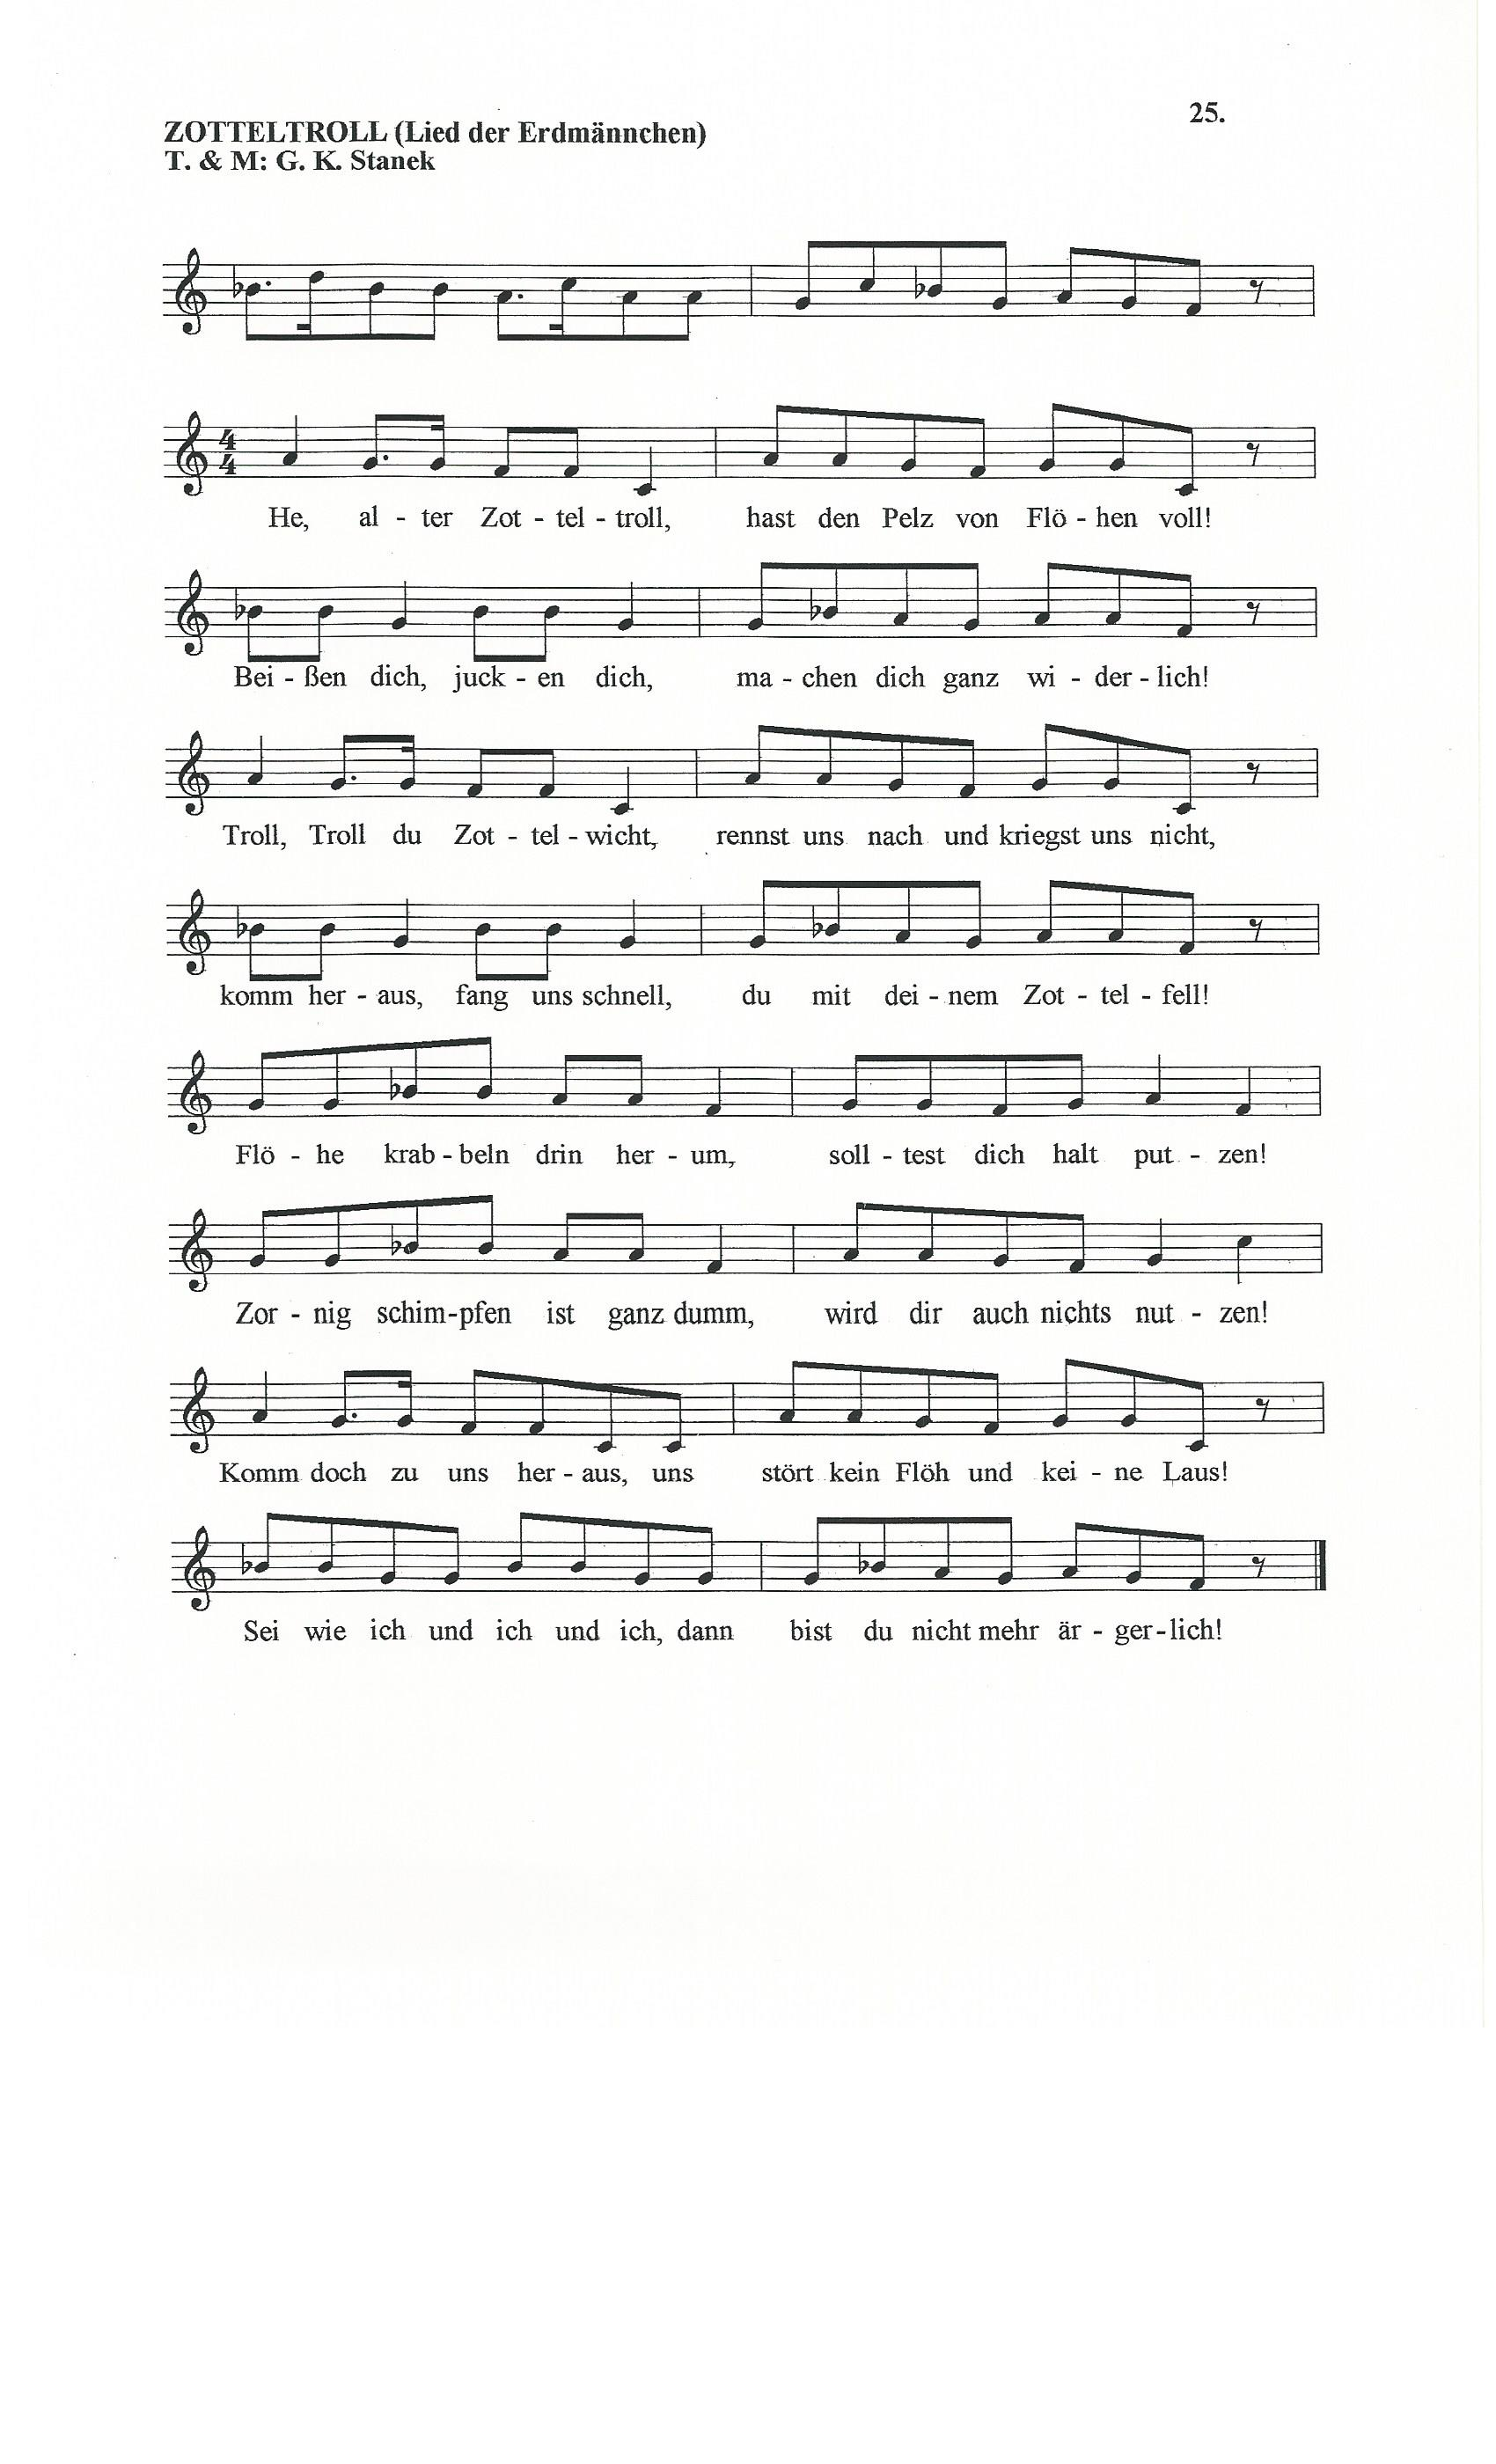 25.
ZOTTELTROLL (Lied der Erdmännchen)
T. & M: G. K. Stanek
4
4
He, al - ter Zot - tel - troll, hast den Pelz von Flö - hen voll!
Bei - ßen dich, juck - en dich, ma - chen dich ganz wi - der - lich!
Troll, Troll du Zot - tel - wicht, rennst uns nach und kriegst uns nicht,
komm her - aus, fang uns schnell, du mit dei - nem Zot - tel - fell!
Flö - he krab - beln drin her - um, soll - test dich halt put - zen!
Zor - nig schim - pfen ist ganz dumm, wird dir auch nichts nut - zen!
Komm doch zu uns her - aus, uns stört kein Flöh und kei - ne Laus!
Sei wie ich und ich und ich, dann bist du nicht mehr är - ger - lich!